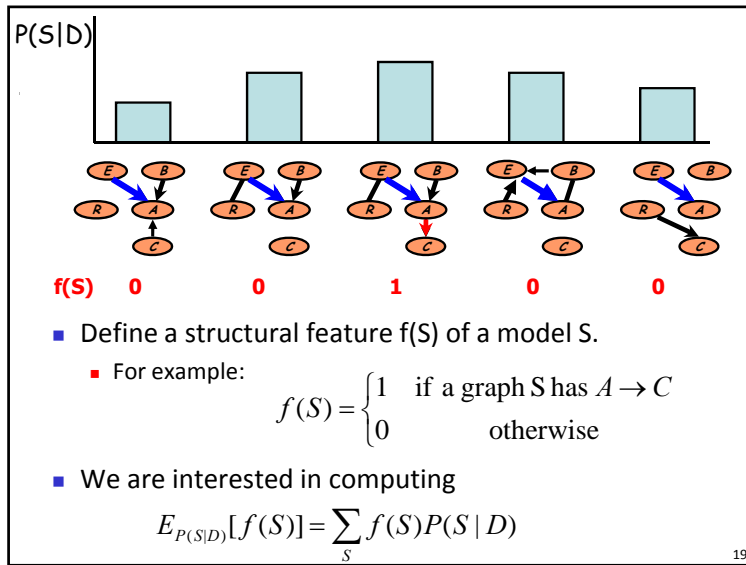 P(S|D)
E B E B E B E B E B
R A R A R A R A R A
C C C C C
f(S) 0 0 1 0 0
Define a structural feature f(S) of a model S.
For example:
f(S) = { 1 if a graph S has A → C
0 otherwise
We are interested in computing
E_{P(S|D)}[f(S)] = ∑_S f(S)P(S | D)
19